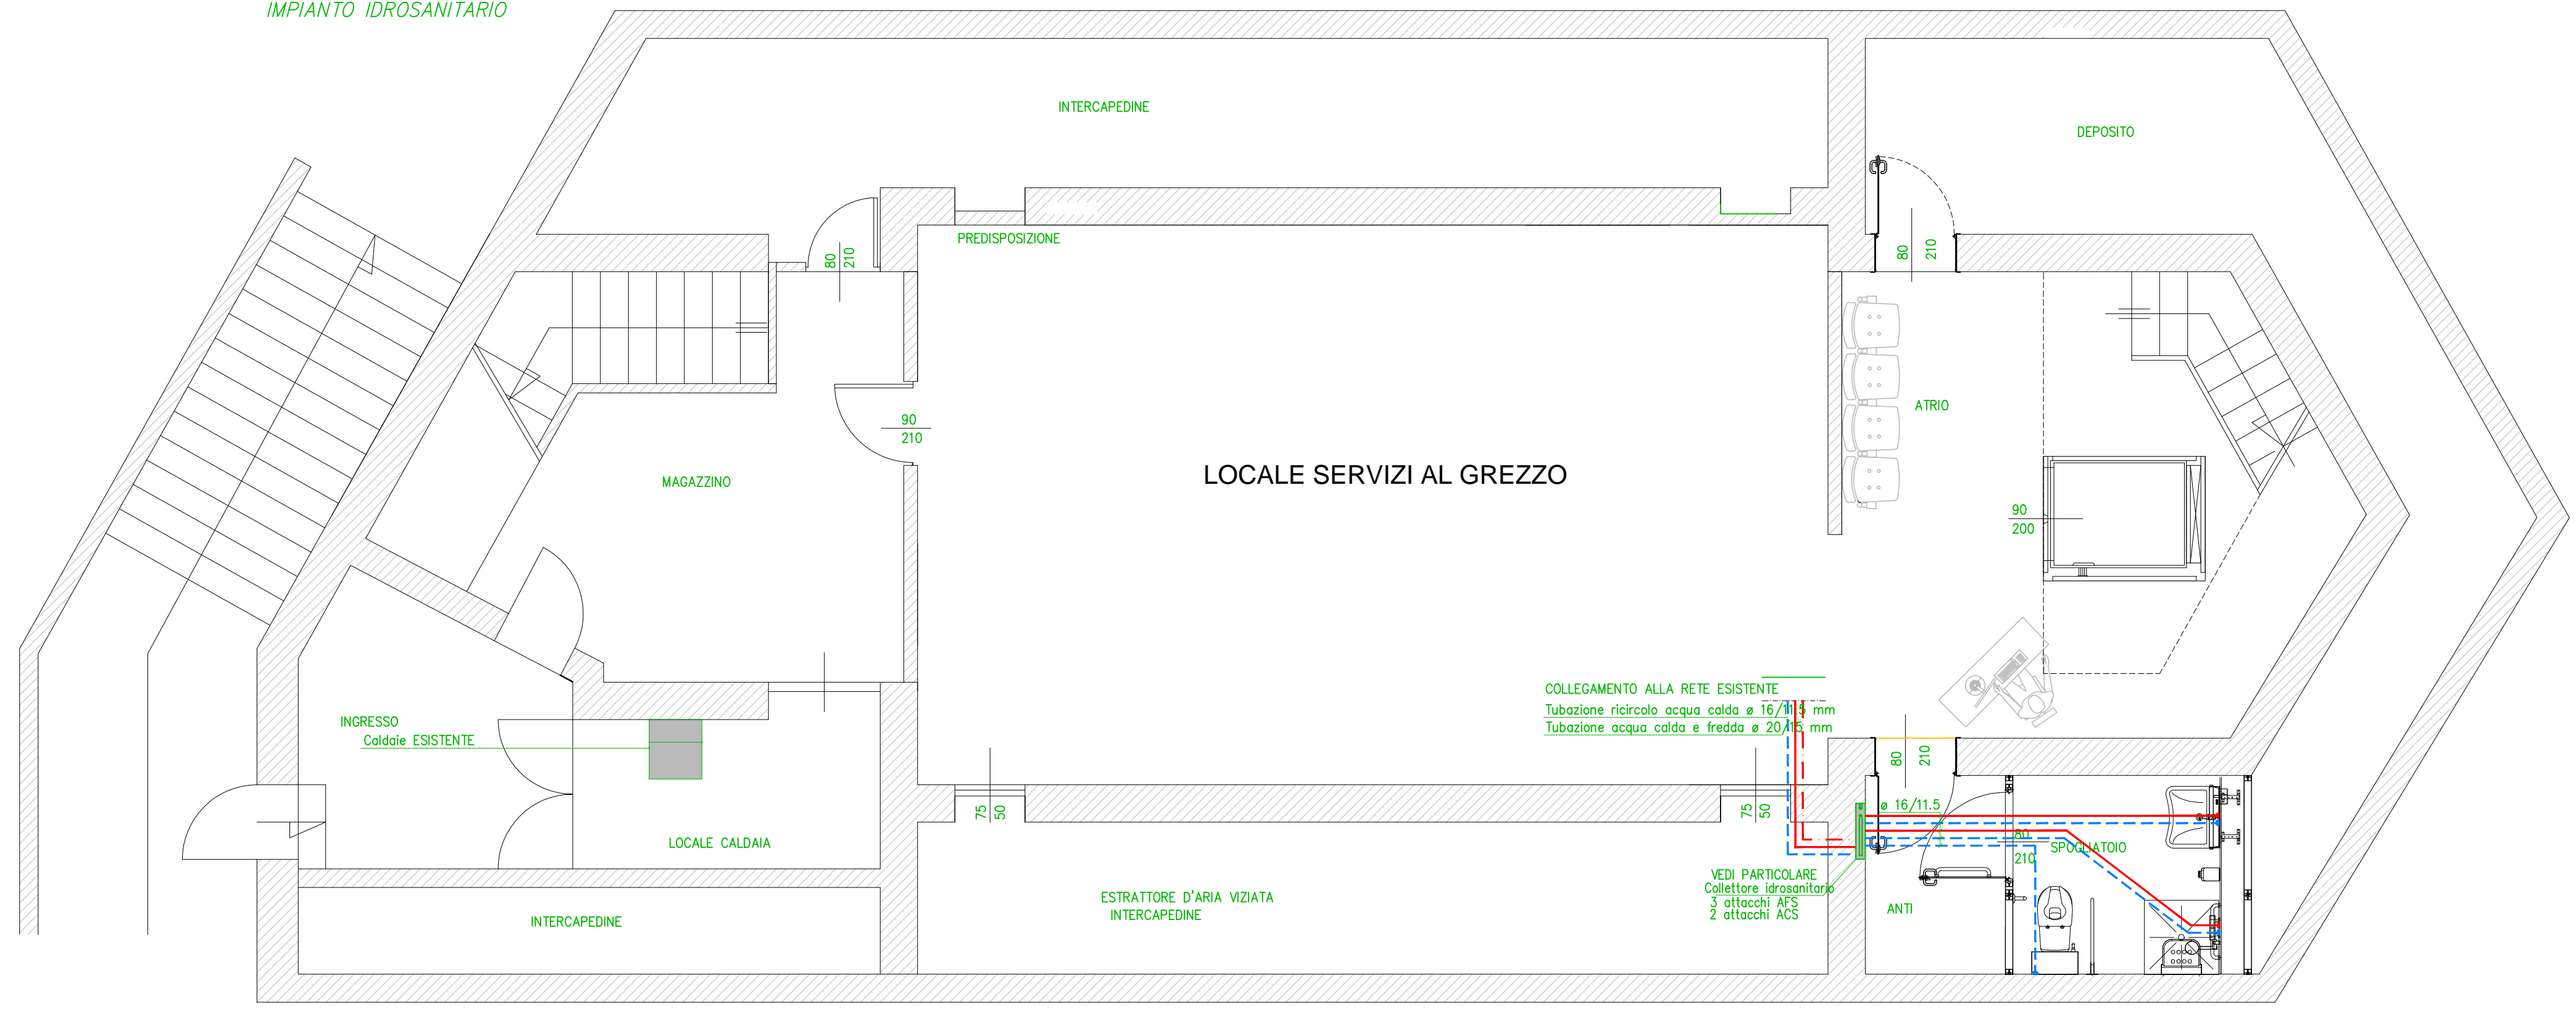 IMPIANTO IDROSANITARIO
INTERCAPEDINE
DEPOSITO
PREDISPOSIZIONE
80
210
80
210
ATRIO
90
210
LOCALE SERVIZI AL GREZZO
MAGAZZINO
90
200
COLLEGAMENTO ALLA RETE ESISTENTE
Tubazione ricircolo acqua calda ø 16/11.5 mm
Tubazione acqua calda e fredda ø 20/15 mm
INGRESSO
Caldaie ESISTENTE
80
210
75
50
75
50
ø 16/11.5
80
210
SPOGLIATOIO
LOCALE CALDAIA
VEDI PARTICOLARE
Collettore idrosanitario
3 attacchi AFS
2 attacchi ACS
ANTI
ESTRATTORE D'ARIA VIZIATA
INTERCAPEDINE
INTERCAPEDINE